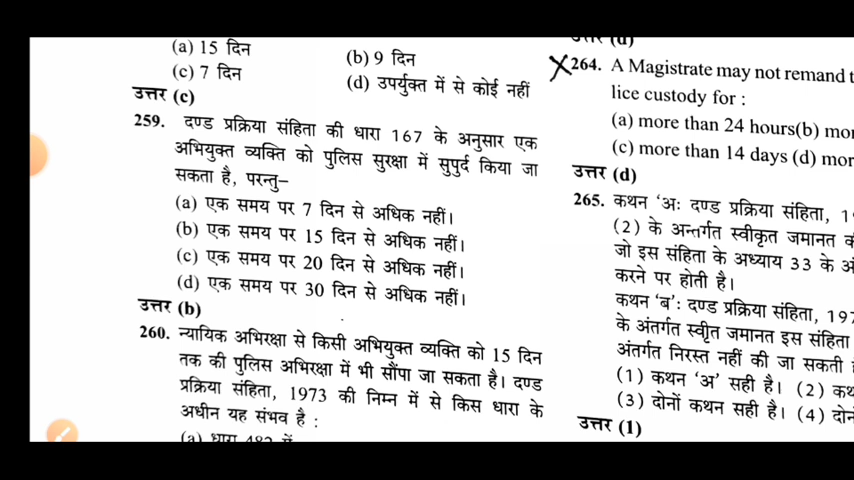 (a) 15 दिन
(b) 9 दिन
(c) 7 दिन
(d) उपर्युक्त में से कोई नहीं
उत्तर (c)
259. दण्ड प्रक्रिया संहिता की धारा 167 के अनुसार एक
अभियुक्त व्यक्ति को पुलिस सुरक्षा में सुपुर्द किया जा
सकता है, परन्तु–
(a) एक समय पर 7 दिन से अधिक नहीं।
(b) एक समय पर 15 दिन से अधिक नहीं।
(c) एक समय पर 20 दिन से अधिक नहीं।
(d) एक समय पर 30 दिन से अधिक नहीं।
उत्तर (b)
260. न्यायिक अभिरक्षा से किसी अभियुक्त व्यक्ति को 15 दिन
तक की पुलिस अभिरक्षा में भी सौंपा जा सकता है। दण्ड
प्रक्रिया संहिता, 1973 की निम्न में से किस धारा के
अधीन यह संभव है :
(a) धारा 482 में
उत्तर (d)
264. A Magistrate may not remand
lice custody for :
(a) more than 24 hours(b)
(c) more than 14 days (d)
उत्तर (d)
265. कथन ‘अः दण्ड प्रक्रिया संहिता,
(2) के अन्तर्गत स्वीकृत जमानत
जो इस संहिता के अध्याय 33 के
करने पर होती है।
कथन ‘बः दण्ड प्रक्रिया संहिता, 197
के अंतर्गत स्वीृत जमानत इस संहिता
अंतर्गत निरस्त नहीं की जा सकती
(1) कथन ‘अ’ सही है। (2)
(3) दोनों कथन सही है। (4)
उत्तर (1)